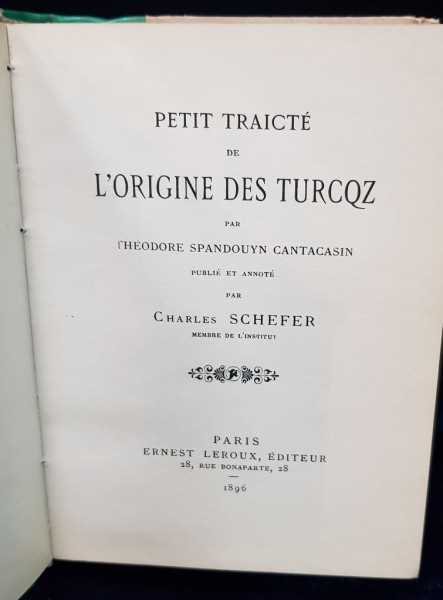 PETIT TRAICTÉ
DE
L'ORIGINE DES TURCQZ
PAR
THÉODORE SPANDOUYN CANTACASIN
PUBLIÉ ET ANNOTÉ
PAR
CHARLES SCHEFER
MEMBRE DE L'INSTITUT
PARIS
ERNEST LEROUX, ÉDITEUR
28, RUE BONAPARTE, 28
1896